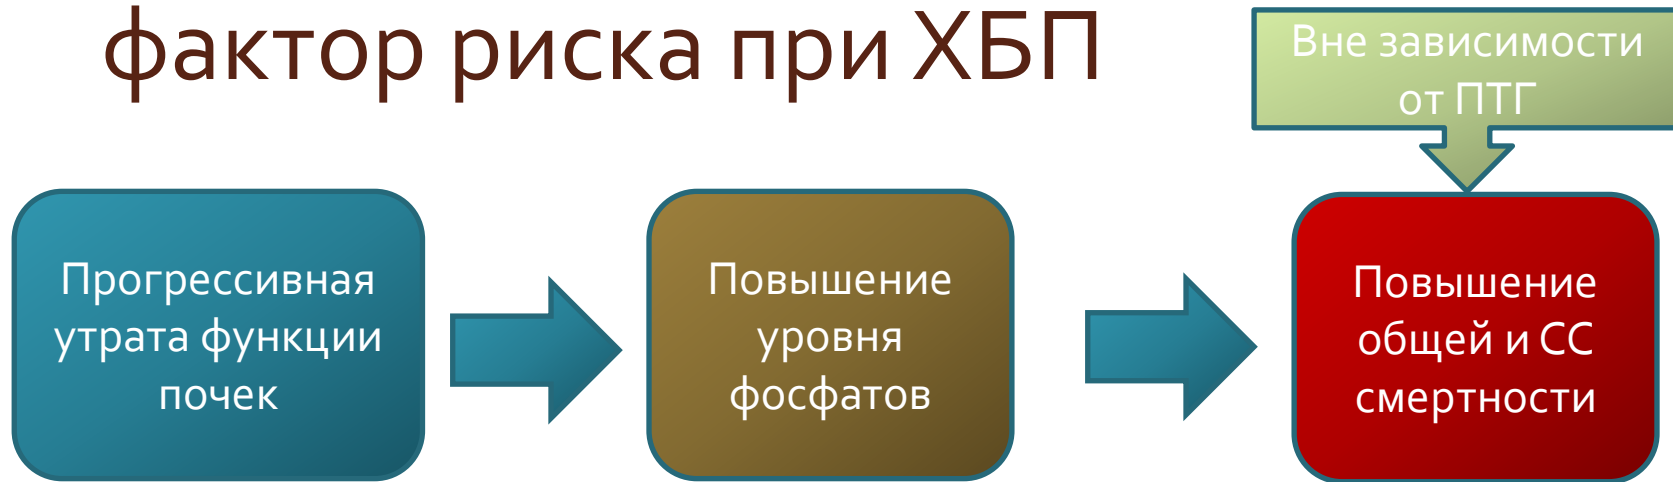 фактор риска при ХБП
Вне зависимости
от ПТГ
Прогрессивная
утрата функции
почек
Повышение
уровня
фосфатов
Повышение
общей и СС
смертности